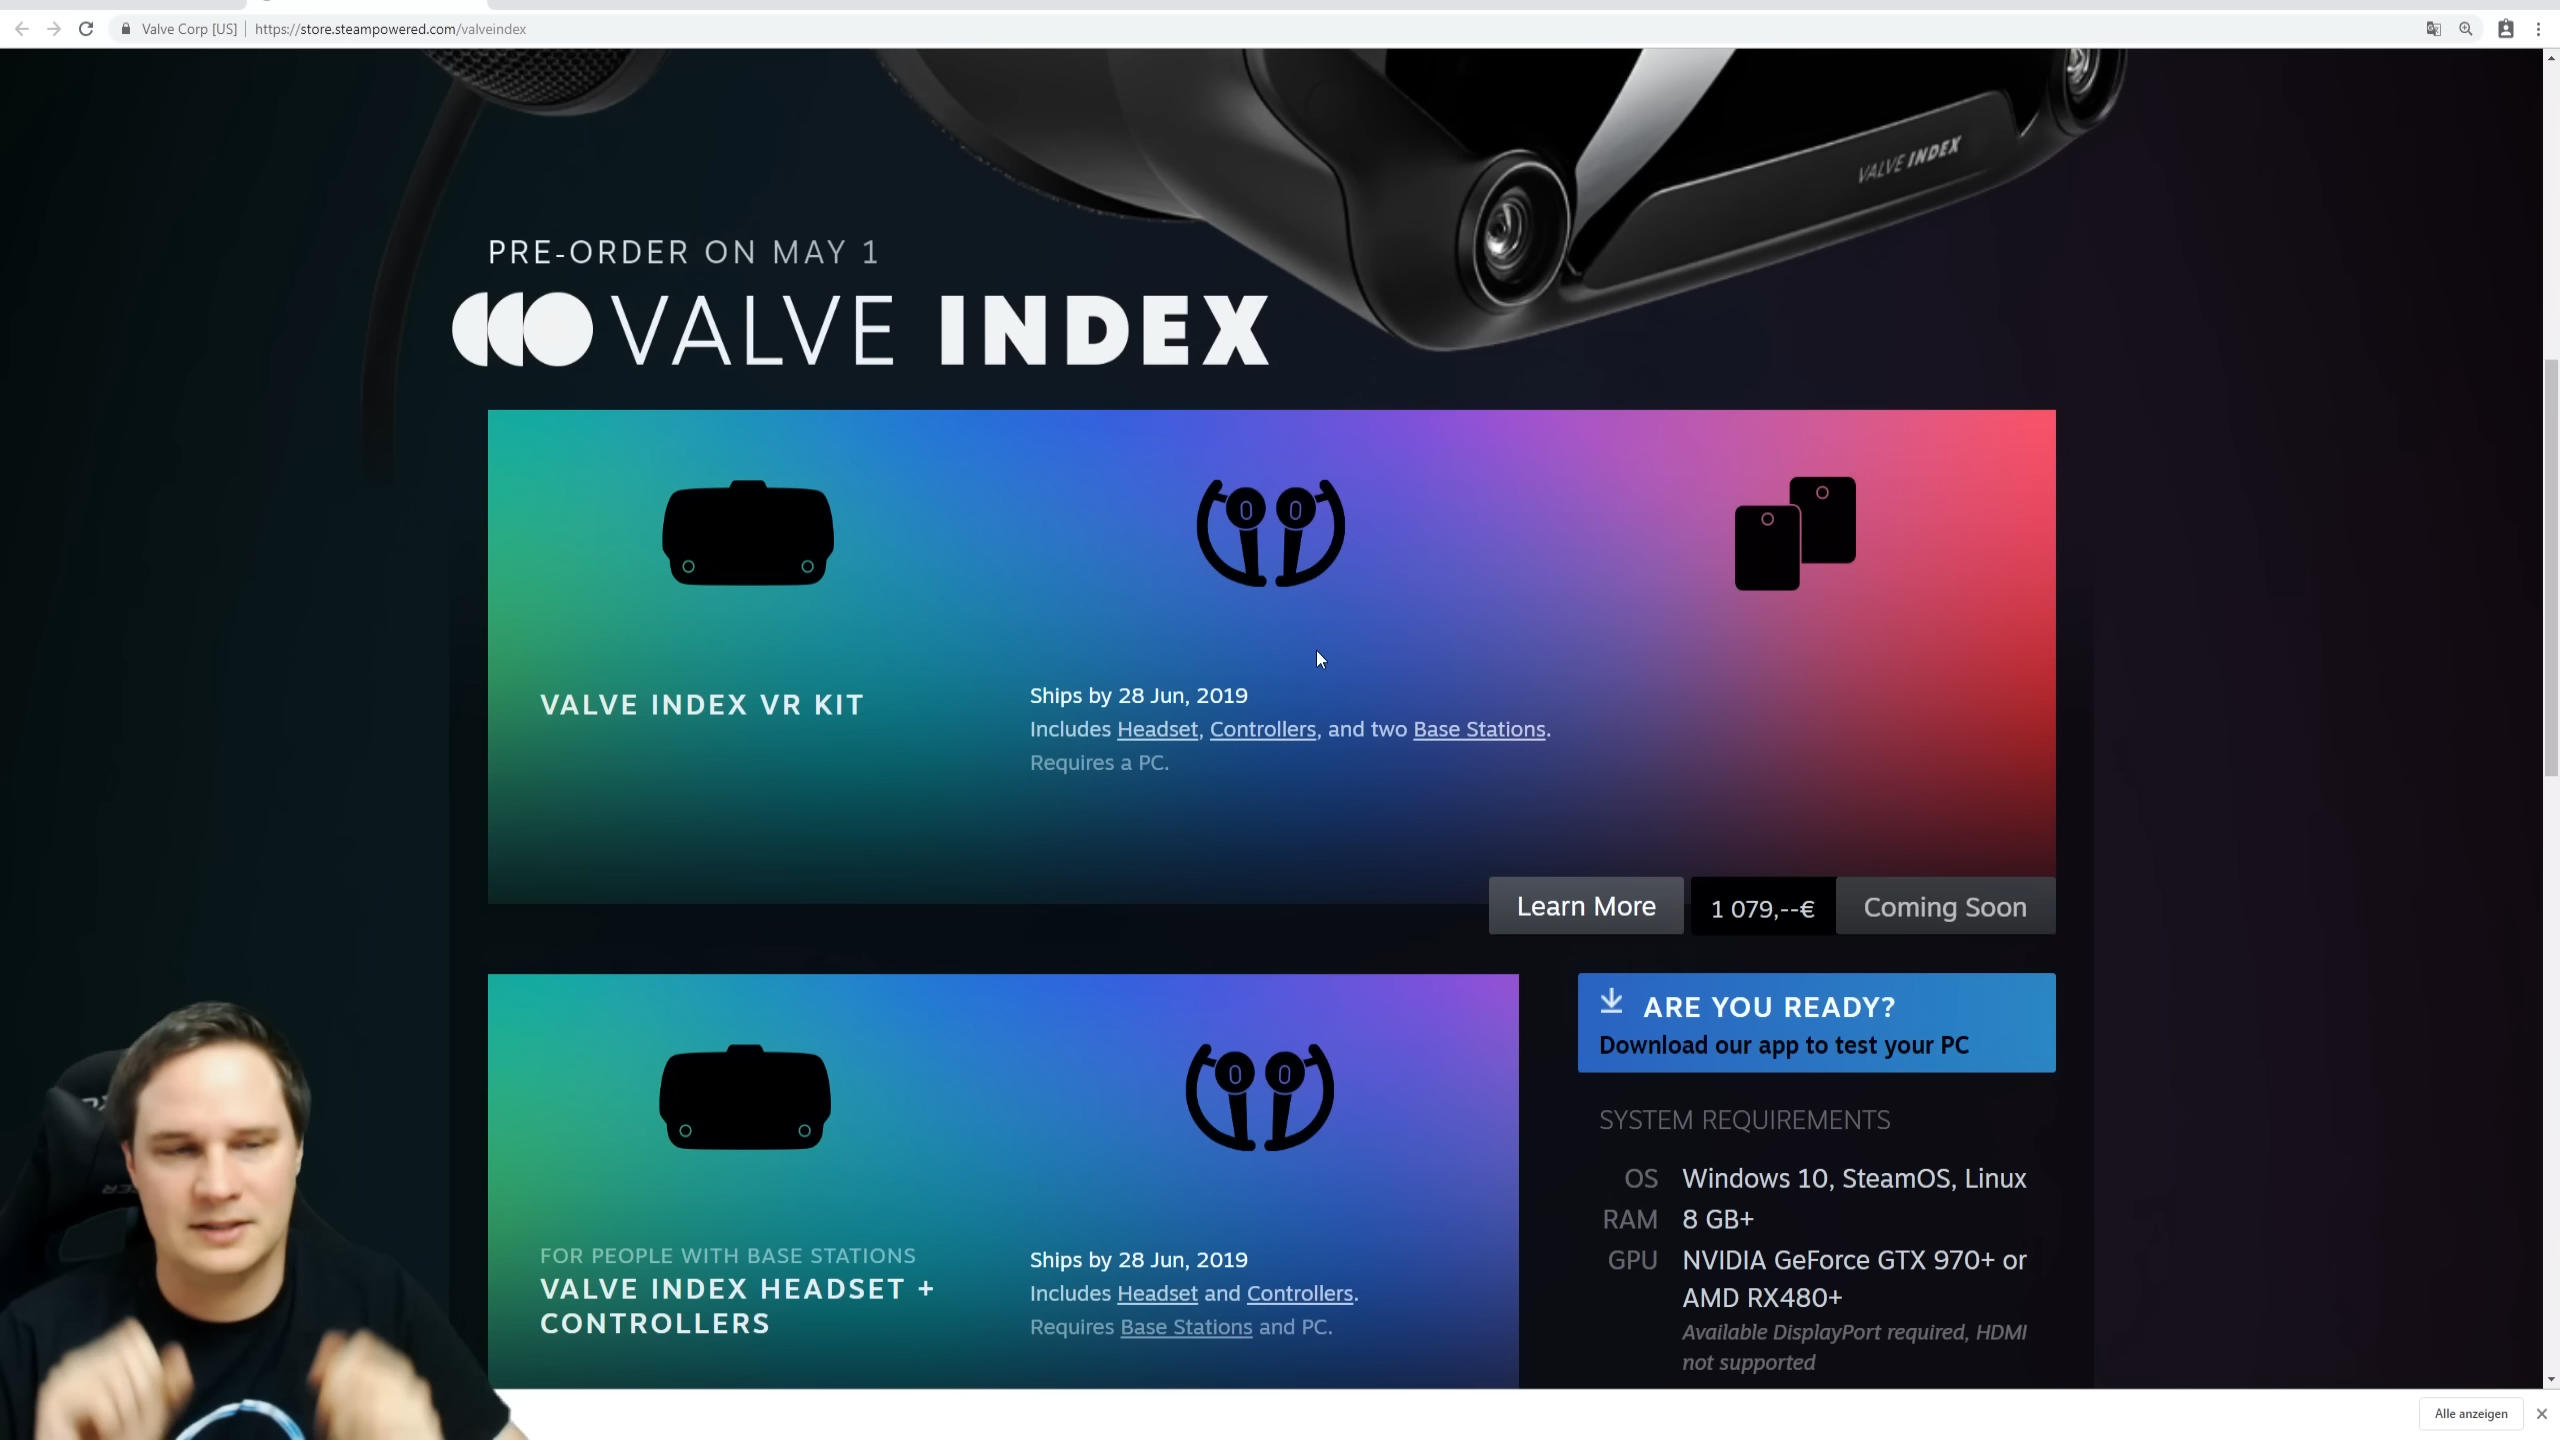 Valve Corp [US] | https://store.steampowered.com/valveindex
VALVE INDEX
PRE-ORDER ON MAY 1
VALVE INDEX
VALVE INDEX VR KIT
Ships by 28 Jun, 2019
Includes Headset, Controllers, and two Base Stations.
Requires a PC.
Learn More
1 079,--€
Coming Soon
ARE YOU READY?
Download our app to test your PC
SYSTEM REQUIREMENTS
OS Windows 10, SteamOS, Linux
RAM 8 GB+
GPU NVIDIA GeForce GTX 970+ or
AMD RX480+
Available DisplayPort required, HDMI
not supported
FOR PEOPLE WITH BASE STATIONS
VALVE INDEX HEADSET +
CONTROLLERS
Ships by 28 Jun, 2019
Includes Headset and Controllers.
Requires Base Stations and PC.
Alle anzeigen